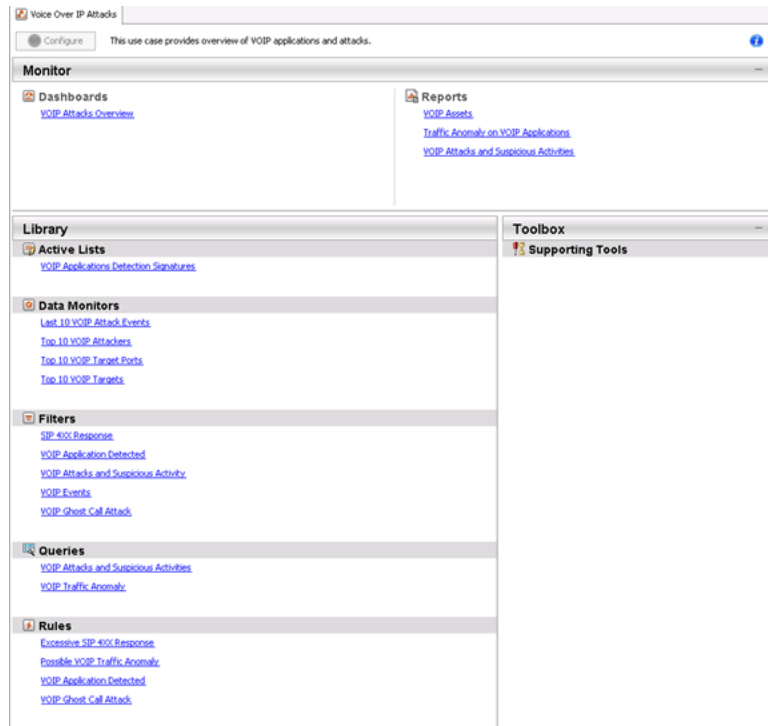 Voice Over IP Attacks
Configure This use case provides overview of VOIP applications and attacks.
Monitor
Dashboards
VOIP Attacks Overview
Reports
VOIP Assets
Traffic Anomaly on VOIP Applications
VOIP Attacks and Suspicious Activities
Library
Active Lists
VOIP Applications Detection Signatures
Data Monitors
Last 10 VOIP Attack Events
Top 10 VOIP Attackers
Top 10 VOIP Target Ports
Top 10 VOIP Targets
Filters
SIP 4XX Response
VOIP Application Detected
VOIP Attacks and Suspicious Activity
VOIP Events
VOIP Ghost Call Attack
Queries
VOIP Attacks and Suspicious Activities
VOIP Traffic Anomaly
Rules
Excessive SIP 4XX Response
Possible VOIP Traffic Anomaly
VOIP Application Detected
VOIP Ghost Call Attack
Toolbox
Supporting Tools